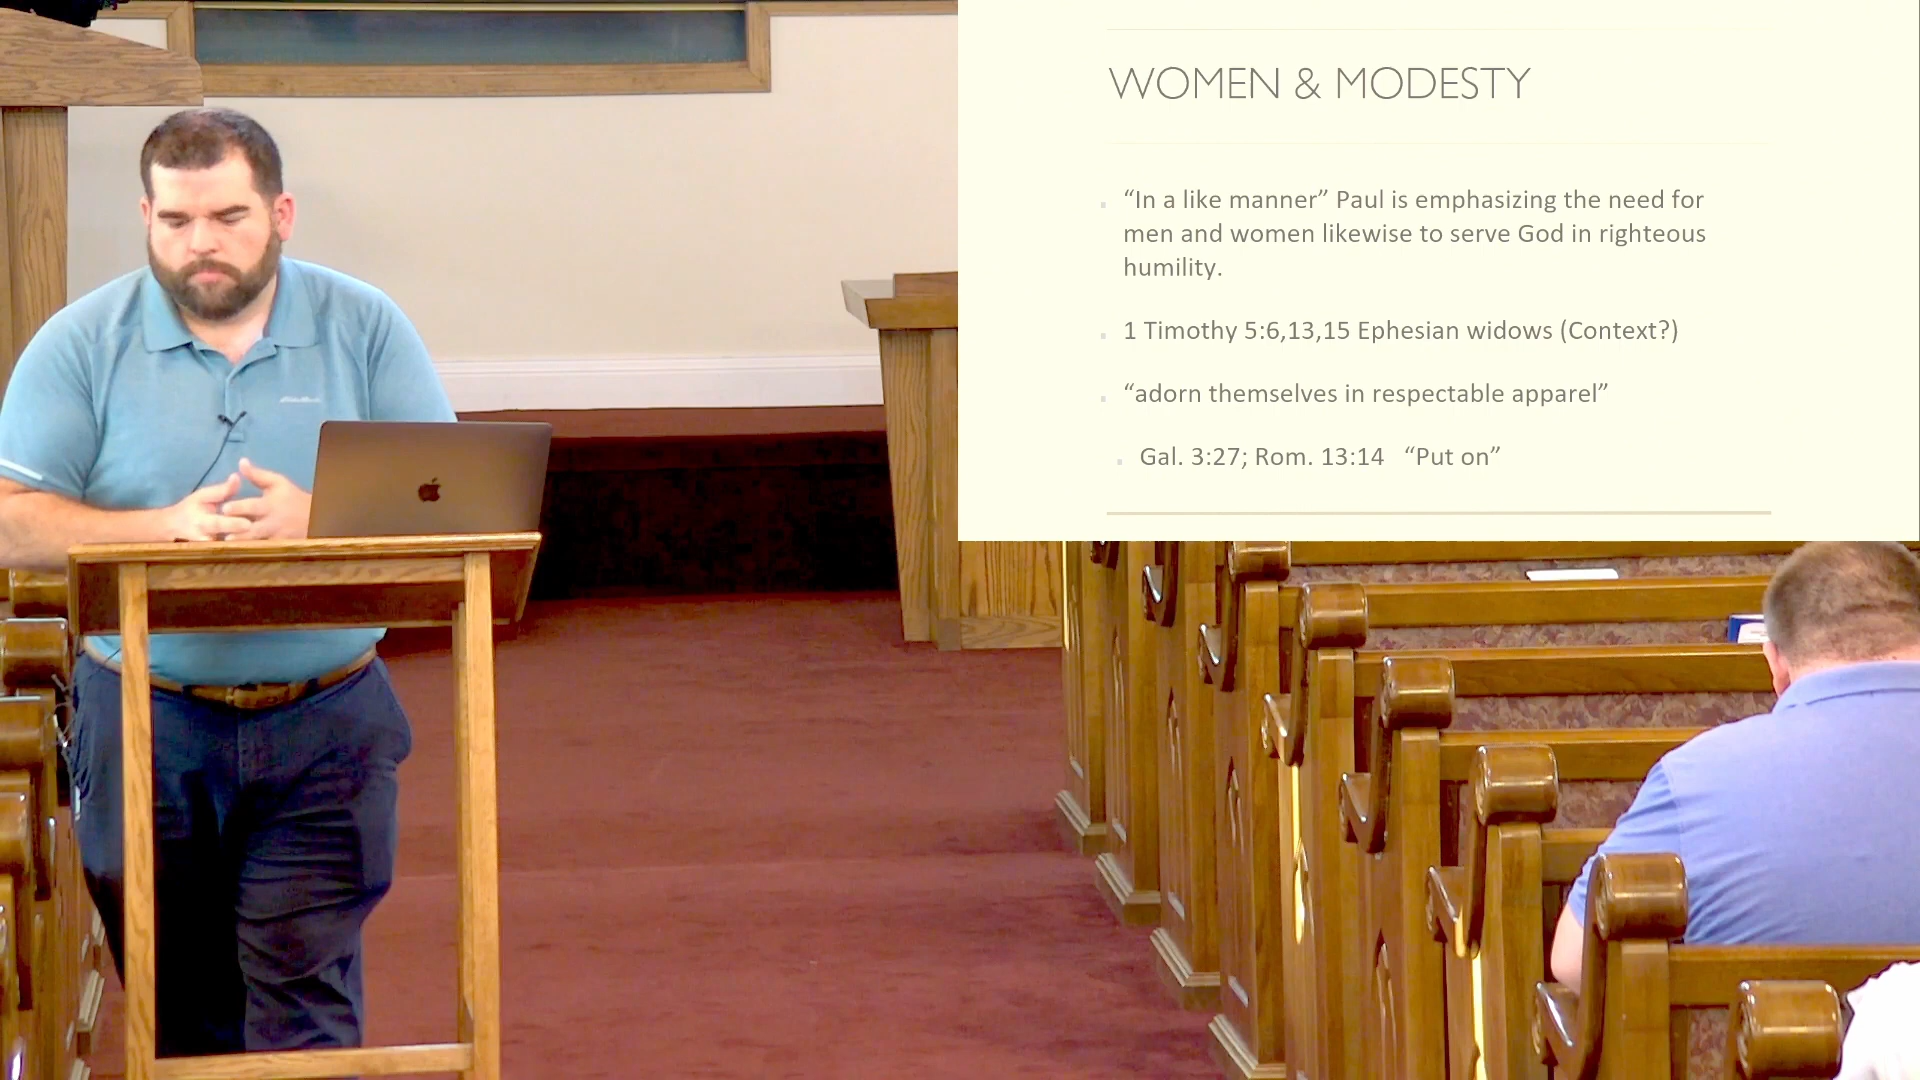 WOMEN & MODESTY
“In a like manner” Paul is emphasizing the need for
men and women likewise to serve God in righteous
humility.
1 Timothy 5:6,13,15 Ephesian widows (Context?)
“adorn themselves in respectable apparel”
Gal. 3:27; Rom. 13:14 “Put on”